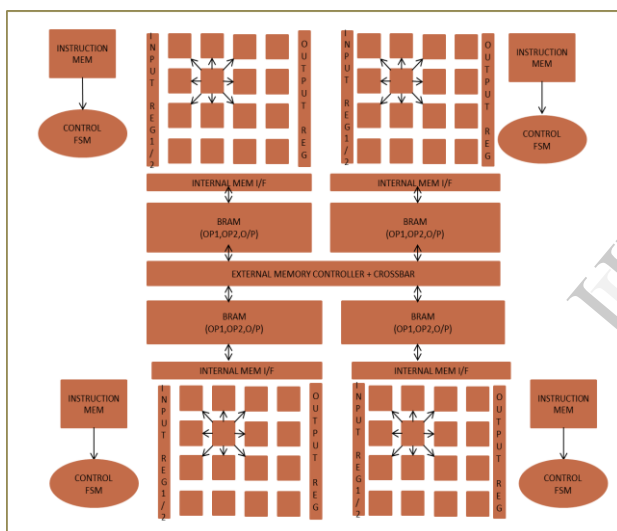 INSTRUCTION
MEM
CONTROL
FSM
INPUT REG1/2
OUTPUT REG
INPUT REG1/2
OUTPUT REG
INSTRUCTION
MEM
CONTROL
FSM
INTERNAL MEM I/F
INTERNAL MEM I/F
BRAM
(OP1,OP2,O/P)
BRAM
(OP1,OP2,O/P)
EXTERNAL MEMORY CONTROLLER + CROSSBAR
BRAM
(OP1,OP2,O/P)
BRAM
(OP1,OP2,O/P)
INTERNAL MEM I/F
INTERNAL MEM I/F
INSTRUCTION
MEM
CONTROL
FSM
INPUT REG1/2
OUTPUT REG
INPUT REG1/2
OUTPUT REG
INSTRUCTION
MEM
CONTROL
FSM